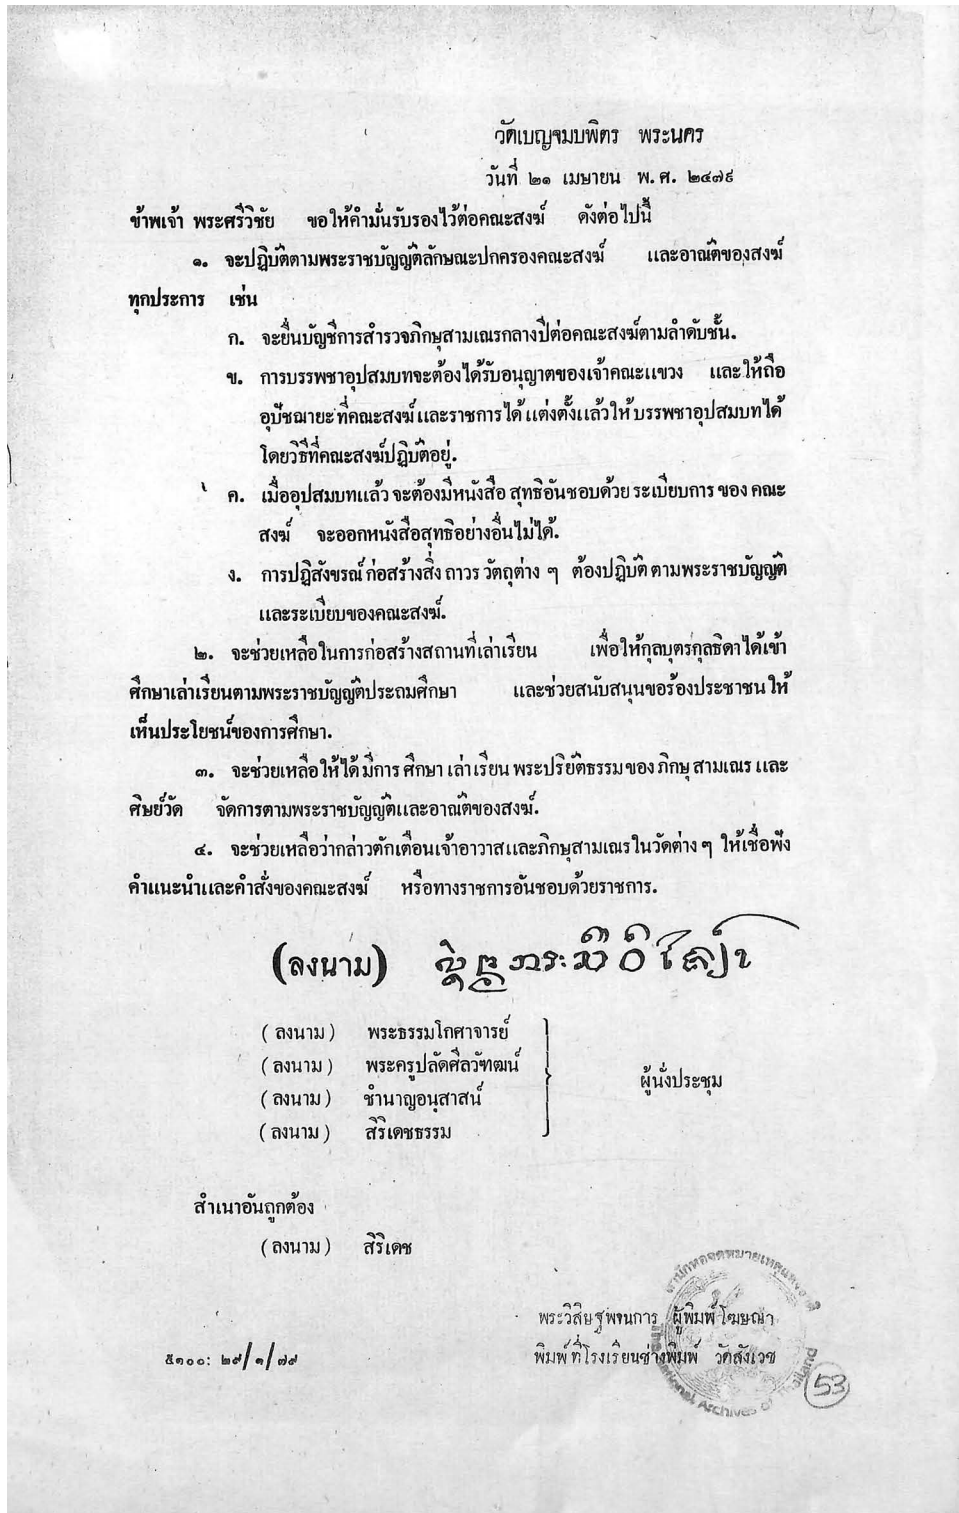 วัดเบญจมบพิตร พระนคร
วันที่ ๒๑ เมษายน พ.ศ. ๒๔๗๙
ข้าพเจ้า พระศรีวิชัย ขอให้คำมั่นรับรองไว้ต่อคณะสงฆ์ ดังต่อไปนี้
๑. จะปฏิบัติตามพระราชบัญญัติลักษณะปกครองคณะสงฆ์ และอาณัติของสงฆ์
ทุกประการ เช่น
ก. จะยื่นบัญชีการสำรวจภิกษุสามเณรกลางปีต่อคณะสงฆ์ตามลำดับชั้น.
ข. การบรรพชาอุปสมบทจะต้องได้รับอนุญาตของเจ้าคณะแขวง และให้ถือ
อุปัชฌายะที่คณะสงฆ์และราชการได้แต่งตั้งแล้วให้บรรพชาอุปสมบทได้
โดยวิธีที่คณะสงฆ์ปฏิบัติอยู่.
ค. เมื่ออุปสมบทแล้ว จะต้องมีหนังสือ สุทธิอันชอบด้วย ระเบียบการ ของ คณะ
สงฆ์ จะออกหนังสือสุทธิอย่างอื่นไม่ได้.
ง. การปฏิสังขรณ์ ก่อสร้างสิ่ง ถาวร วัตถุต่าง ๆ ต้องปฏิบัติ ตามพระราชบัญญัติ
และระเบียบของคณะสงฆ์.
๒. จะช่วยเหลือในการก่อสร้างสถานที่เล่าเรียน เพื่อให้กุลบุตรกุลธิดาได้เข้า
ศึกษาเล่าเรียนตามพระราชบัญญัติประถมศึกษา และช่วยสนับสนุนขอร้องประชาชน ให้
เห็นประโยชน์ของการศึกษา.
๓. จะช่วยเหลือ ให้ได้ มีการ ศึกษา เล่า เรียน พระปริยัติธรรม ของ ภิกษุ สามเณร และ
ศิษย์วัด จัดการตามพระราชบัญญัติและอาณัติของสงฆ์.
๔. จะช่วยเหลือว่ากล่าวตักเตือนเจ้าอาวาสและภิกษุสามเณรในวัดต่าง ๆ ให้เชื่อฟัง
คำแนะนำและคำสั่งของคณะสงฆ์ หรือทางราชการอันชอบด้วยราชการ.
(ลงนาม)
(ลงนาม) พระธรรมโกศาจารย์
(ลงนาม) พระครูปลัดศีลวัฑฒน์
ผู้นั่งประชุม
(ลงนาม) ชำนาญอนุสาสน์
(ลงนาม) สิริเดชธรรม
สำเนาอันถูกต้อง
(ลงนาม) สิริเดช
สำนักหอจดหมายเหตุแห่งชาติ
The National Archives of Thailand
พระวิสิษฐพจนการ ผู้พิมพ์โฆษณา
๕๑๐๐: ๒๙/๑/๗๙ พิมพ์ที่โรงเรียนช่างพิมพ์ วัดสังเวช
53